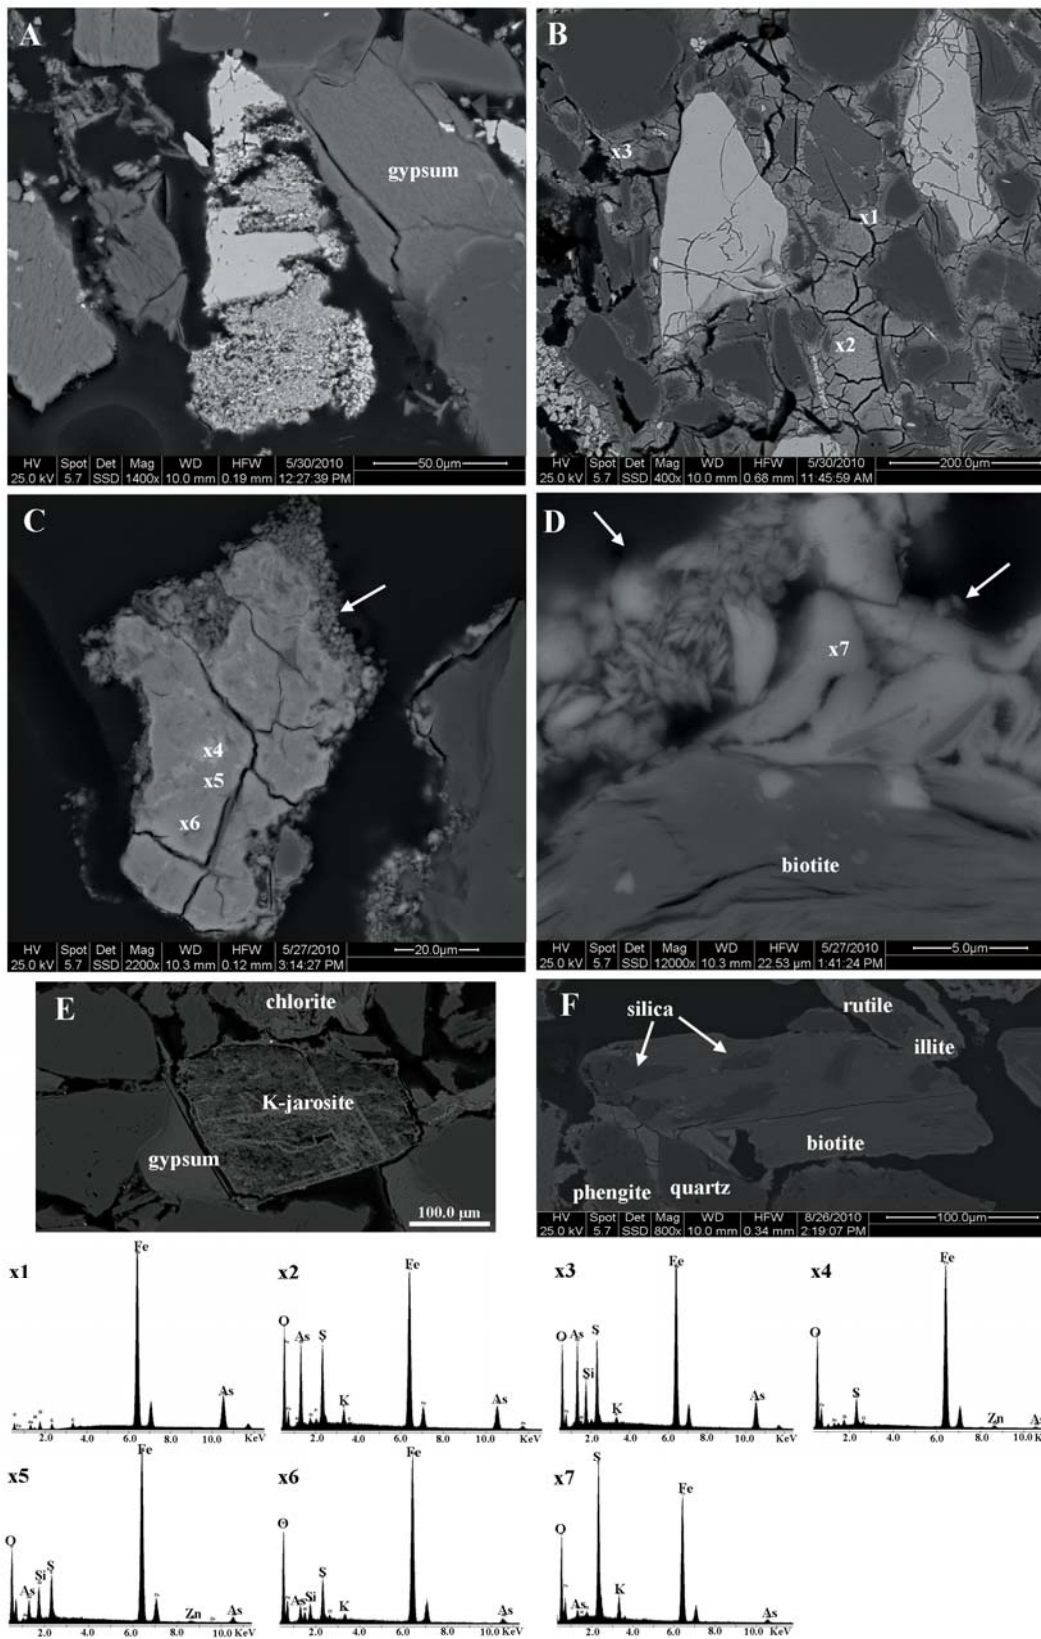 A
gypsum
HV Spot Det Mag WD HFW 5/30/2010 50.0µm
25.0 kV 5.7 SSD 1400x 10.0 mm 0.19 mm 12:27:39 PM
B
x3
x1
x2
HV Spot Det Mag WD HFW 5/30/2010 200.0µm
25.0 kV 5.7 SSD 400x 10.0 mm 0.68 mm 11:45:59 AM
C
x4
x5
x6
HV Spot Det Mag WD HFW 5/27/2010 20.0µm
25.0 kV 5.7 SSD 2200x 10.3 mm 0.12 mm 3:14:27 PM
D
x7
biotite
HV Spot Det Mag WD HFW 5/27/2010 5.0µm
25.0 kV 5.7 SSD 12000x 10.3 mm 22.53 µm 1:41:24 PM
E
chlorite
K-jarosite
gypsum
100.0 µm
F
silica
rutile
illite
biotite
phengite
quartz
HV Spot Det Mag WD HFW 8/26/2010 100.0µm
25.0 kV 5.7 SSD 800x 10.0 mm 0.34 mm 2:19:07 PM
x1
Fe
As
2.0 4.0 6.0 8.0 10.0 KeV
x2
O
As
S
K
Fe
As
2.0 4.0 6.0 8.0 10.0 KeV
x3
O
As
Si
S
K
Fe
As
2.0 4.0 6.0 8.0 10.0 KeV
x4
O
S
Fe
Zn
As
2.0 4.0 6.0 8.0 10.0 KeV
x5
O
As
Si
S
Fe
Zn
As
2.0 4.0 6.0 8.0 10.0 KeV
x6
O
As
Si
S
K
Fe
As
2.0 4.0 6.0 8.0 10.0 KeV
x7
O
As
S
K
Fe
As
2.0 4.0 6.0 8.0 10.0 KeV